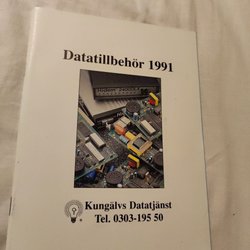 Datatillbehör 1991
Kungälvs Datatjänst
Tel. 0303-195 50